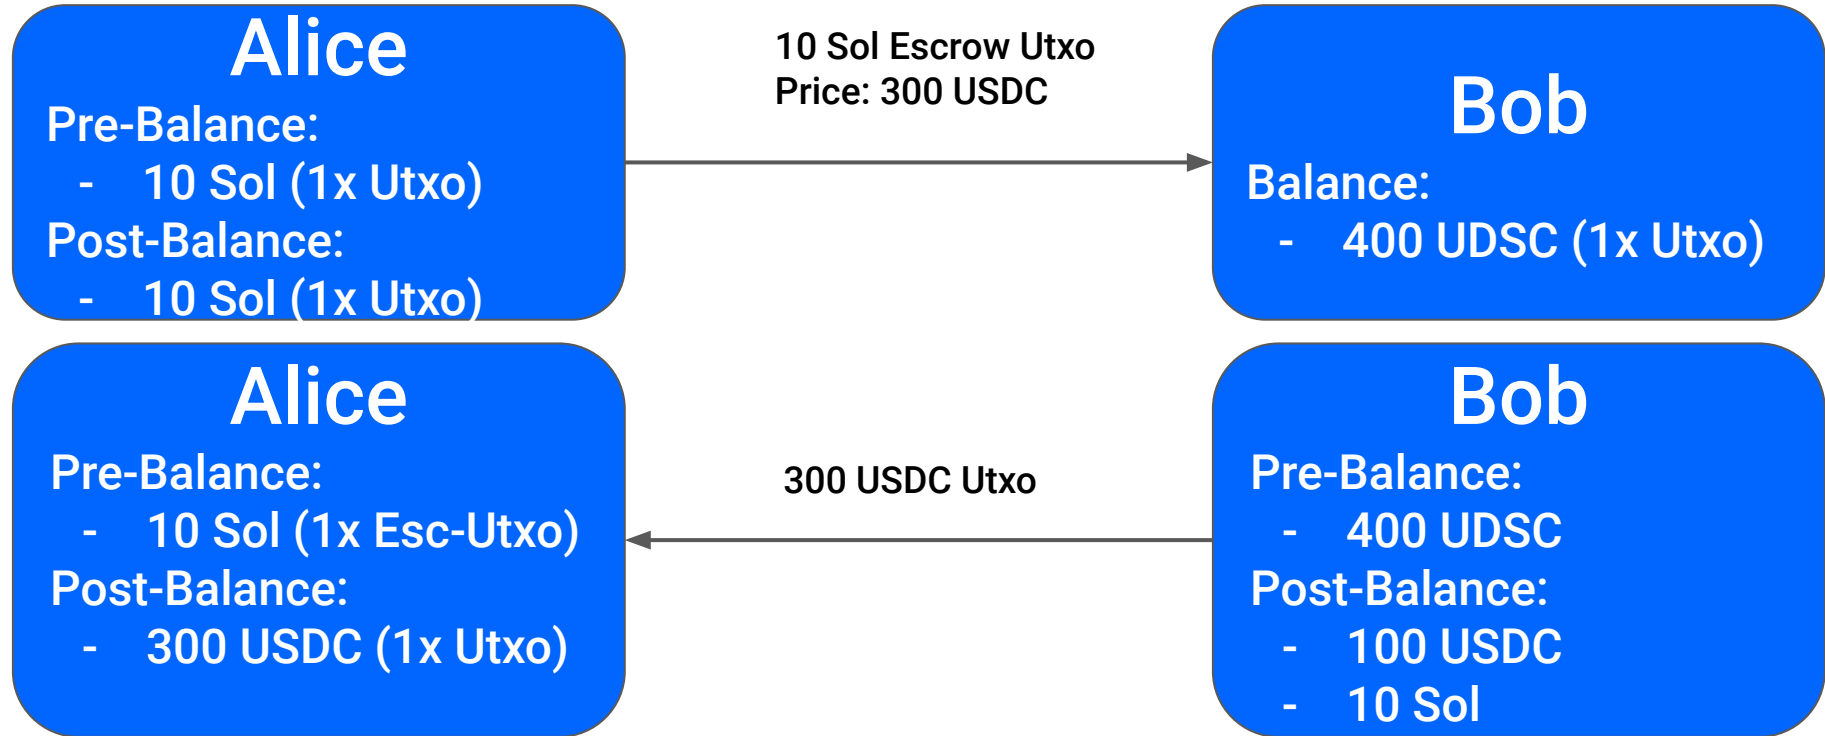 Alice
Pre-Balance:
- 10 Sol (1x Utxo)
Post-Balance:
- 10 Sol (1x Utxo)
10 Sol Escrow Utxo
Price: 300 USDC
Bob
Balance:
- 400 UDSC (1x Utxo)
Alice
Pre-Balance:
- 10 Sol (1x Esc-Utxo)
Post-Balance:
- 300 USDC (1x Utxo)
300 USDC Utxo
Bob
Pre-Balance:
- 400 UDSC
Post-Balance:
- 100 USDC
- 10 Sol